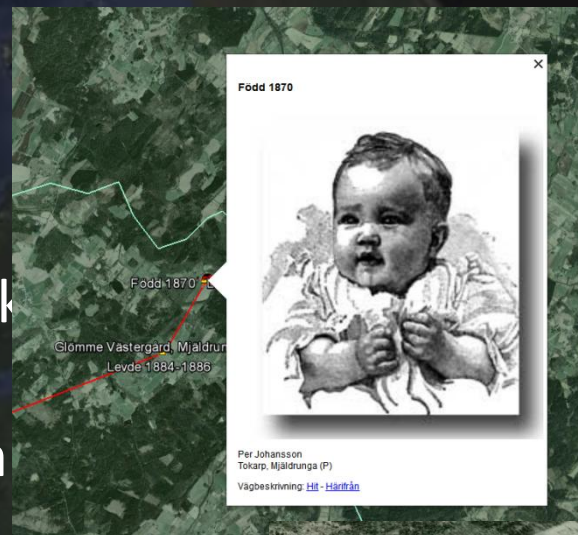 Född 1870
Född 1870
Glömme Västergård, Mjäldrun
Levde 1884-1886
Per Johansson
Tokarp, Mjäldrunga (P)
Vägbeskrivning: Hit - Härifrån